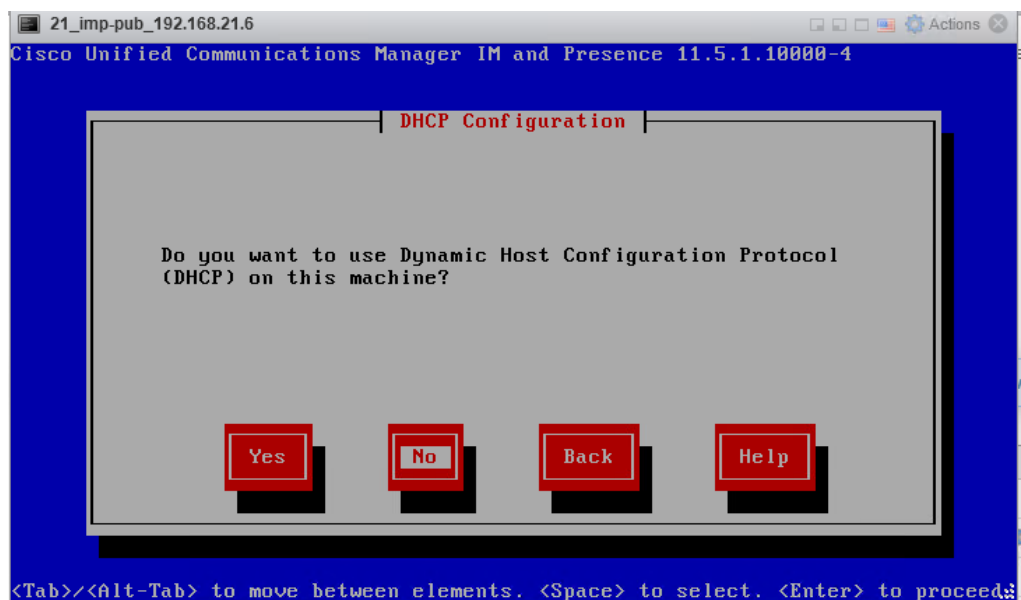 21_imp-pub_192.168.21.6
Actions
Cisco Unified Communications Manager IM and Presence 11.5.1.10000-4
DHCP Configuration
Do you want to use Dynamic Host Configuration Protocol
(DHCP) on this machine?
Yes No Back Help
<Tab>/<Alt-Tab> to move between elements. <Space> to select. <Enter> to proceed